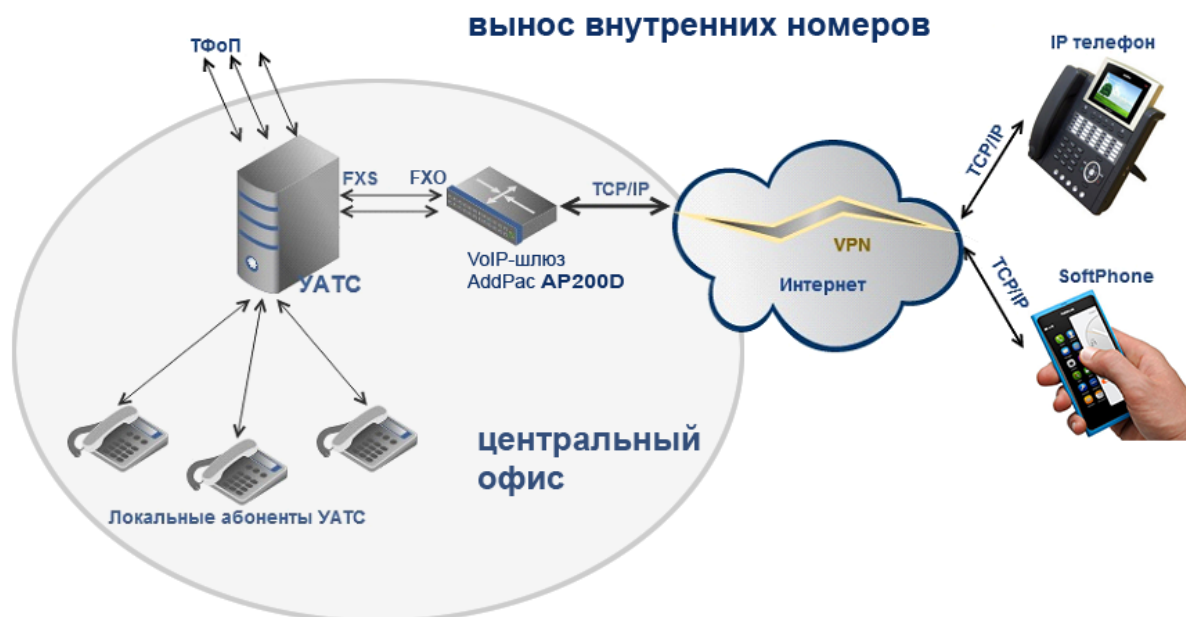 вынос внутренних номеров
ТФоП
IP телефон
FXS
FXO
TCP/IP
TCP/IP
VoIP-шлюз
AddPac AP200D
УАТС
VPN
Интернет
TCP/IP
SoftPhone
центральный
офис
Локальные абоненты УАТС